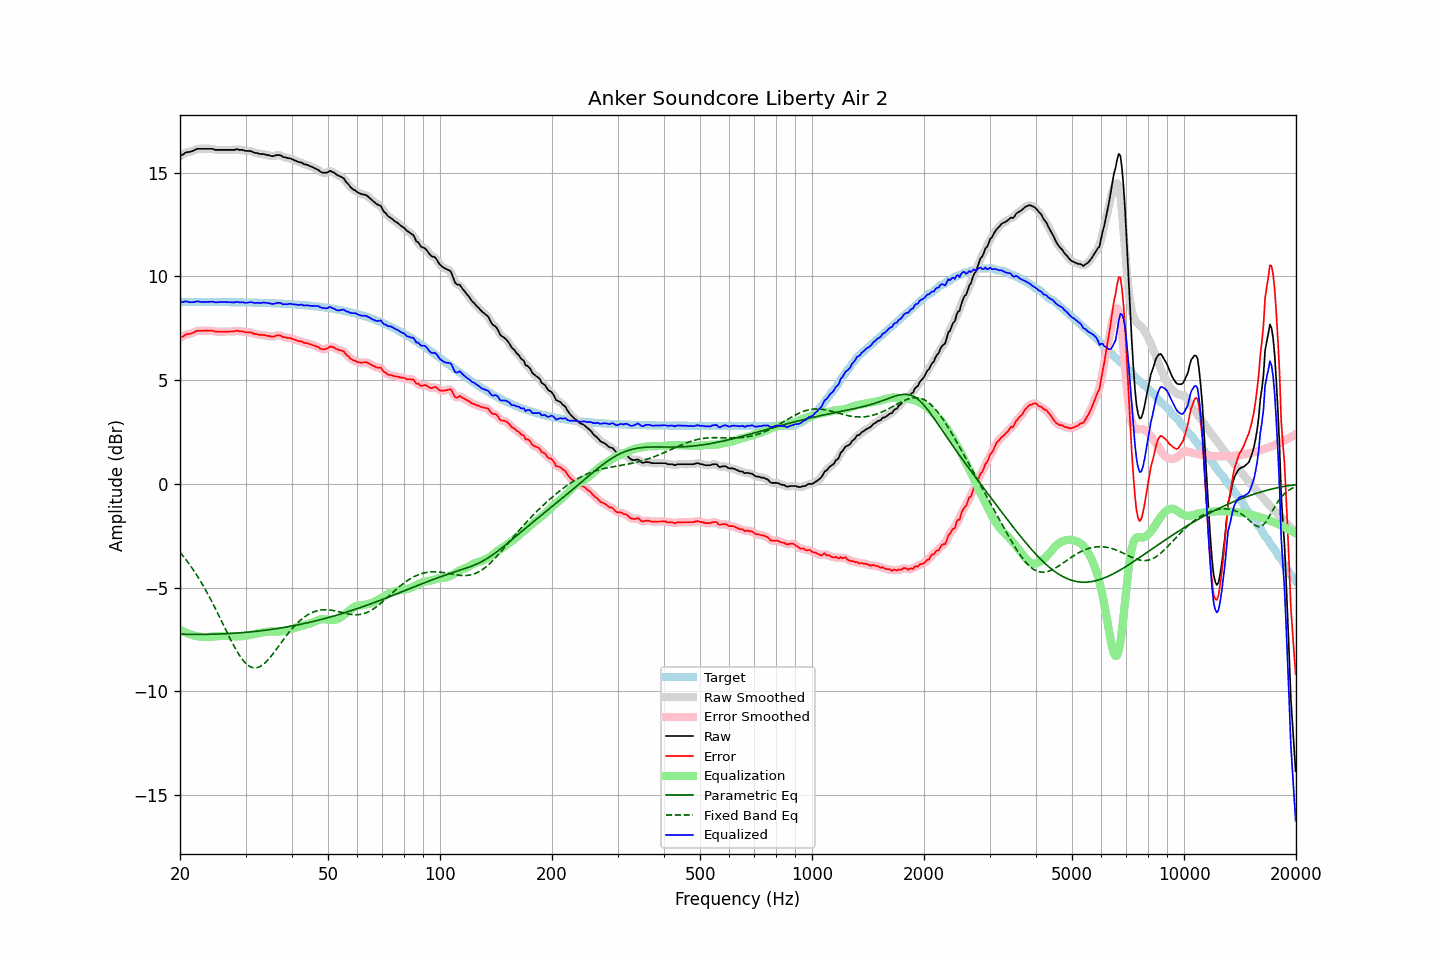 Anker Soundcore Liberty Air 2
Amplitude (dBr)
15
10
5
0
−5
−10
−15
Target
Raw Smoothed
Error Smoothed
Raw
Error
Equalization
Parametric Eq
Fixed Band Eq
Equalized
20 50 100 200 500 1000 2000 5000 10000 20000
Frequency (Hz)